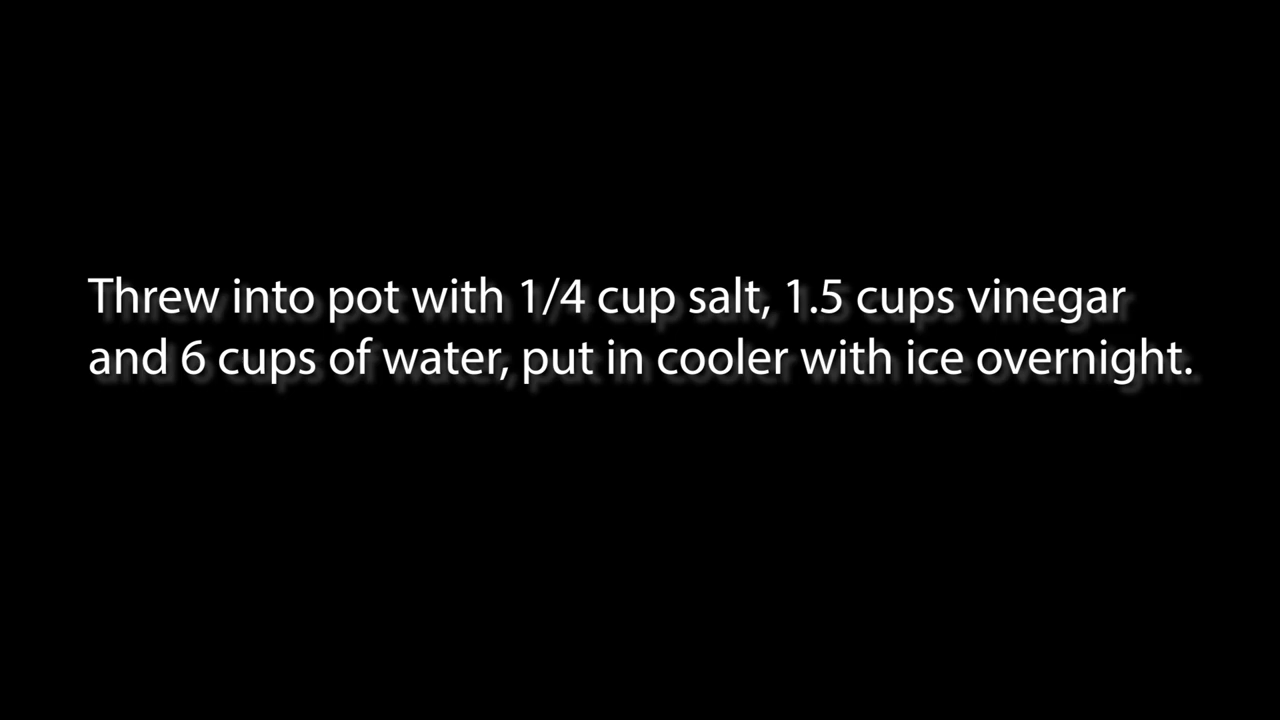 Threw into pot with 1/4 cup salt, 1.5 cups vinegar
and 6 cups of water, put in cooler with ice overnight.